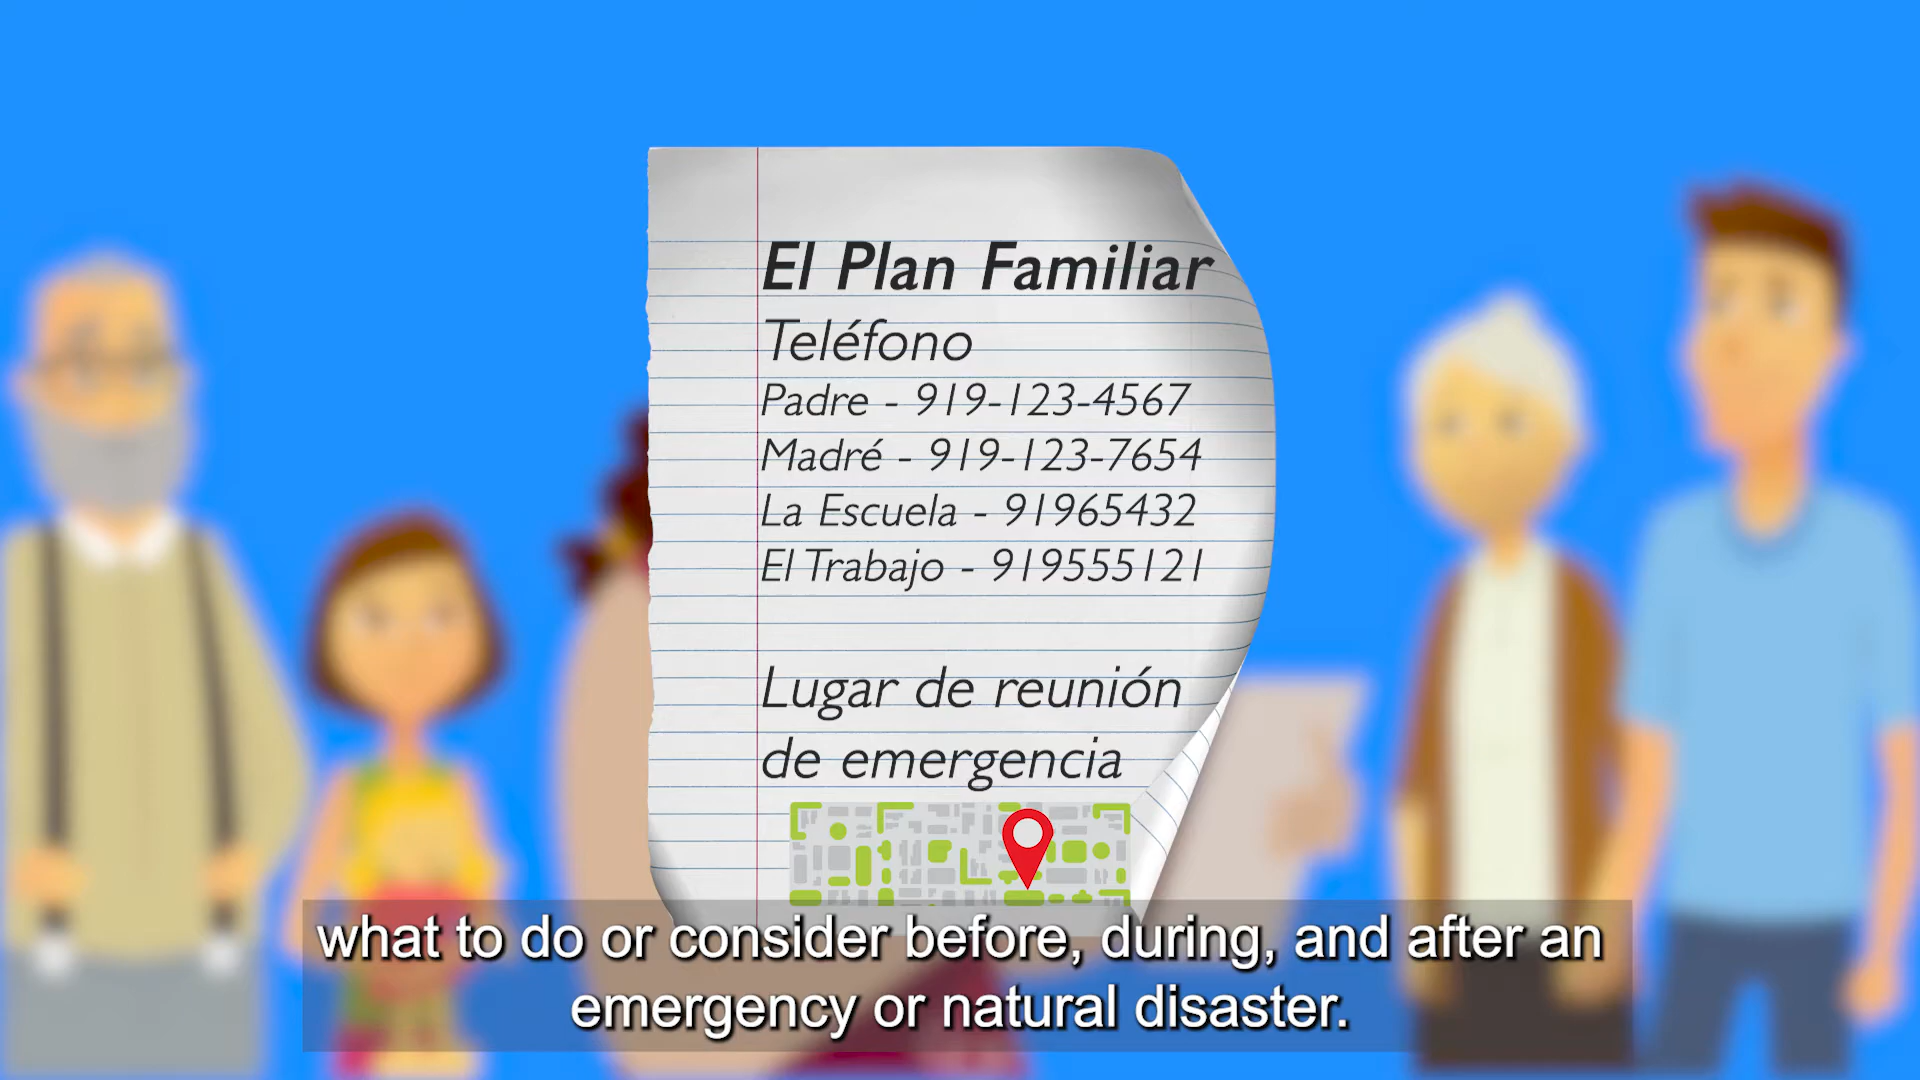 El Plan Familiar
Teléfono
Padre - 919-123-4567
Madré - 919-123-7654
La Escuela - 91965432
El Trabajo - 919555121
Lugar de reunión
de emergencia
what to do or consider before, during, and after an
emergency or natural disaster.